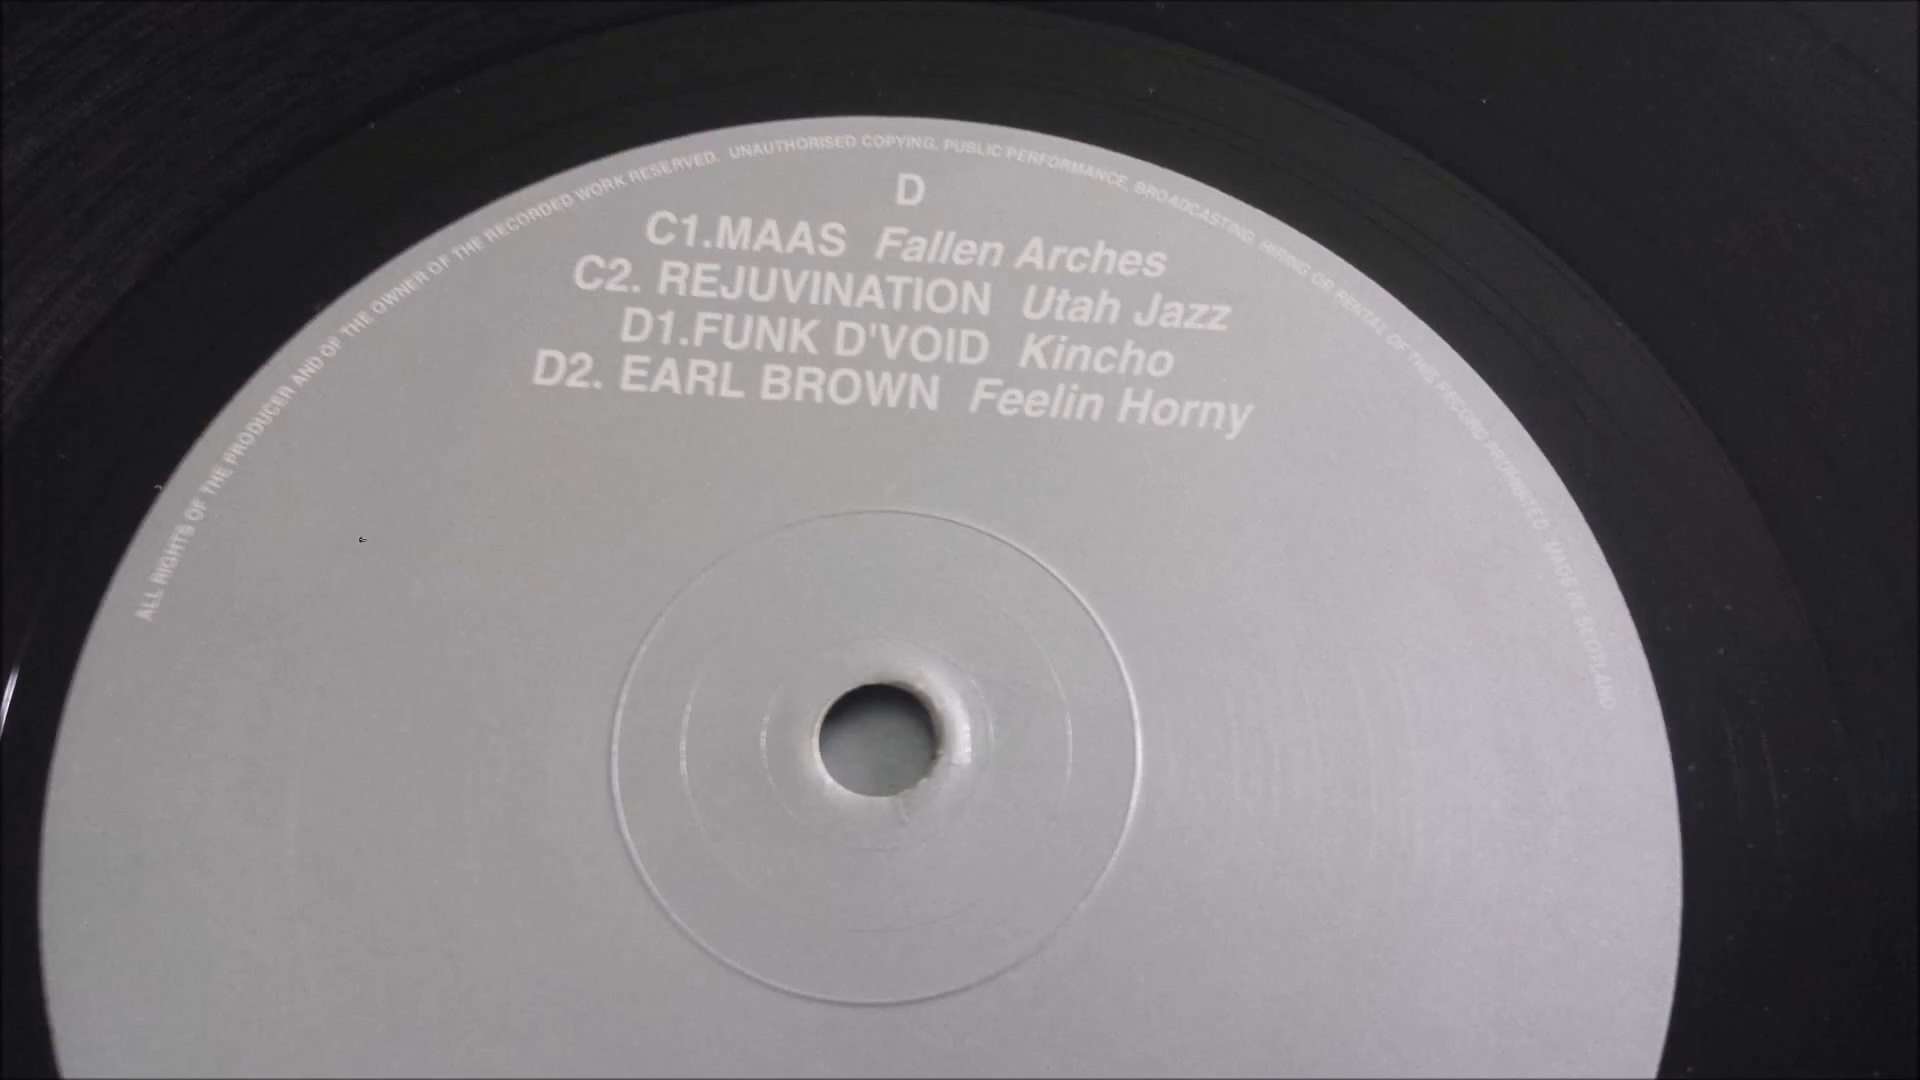 ALL RIGHTS OF THE PRODUCER AND OF THE OWNER OF THE RECORDED WORK RESERVED. UNAUTHORISED COPYING, PUBLIC PERFORMANCE, BROADCASTING, HIRING OR RENTAL OF THIS RECORD PROHIBITED. MADE IN SCOTLAND
D
C1.MAAS Fallen Arches
C2. REJUVINATION Utah Jazz
D1.FUNK D'VOID Kincho
D2. EARL BROWN Feelin Horny